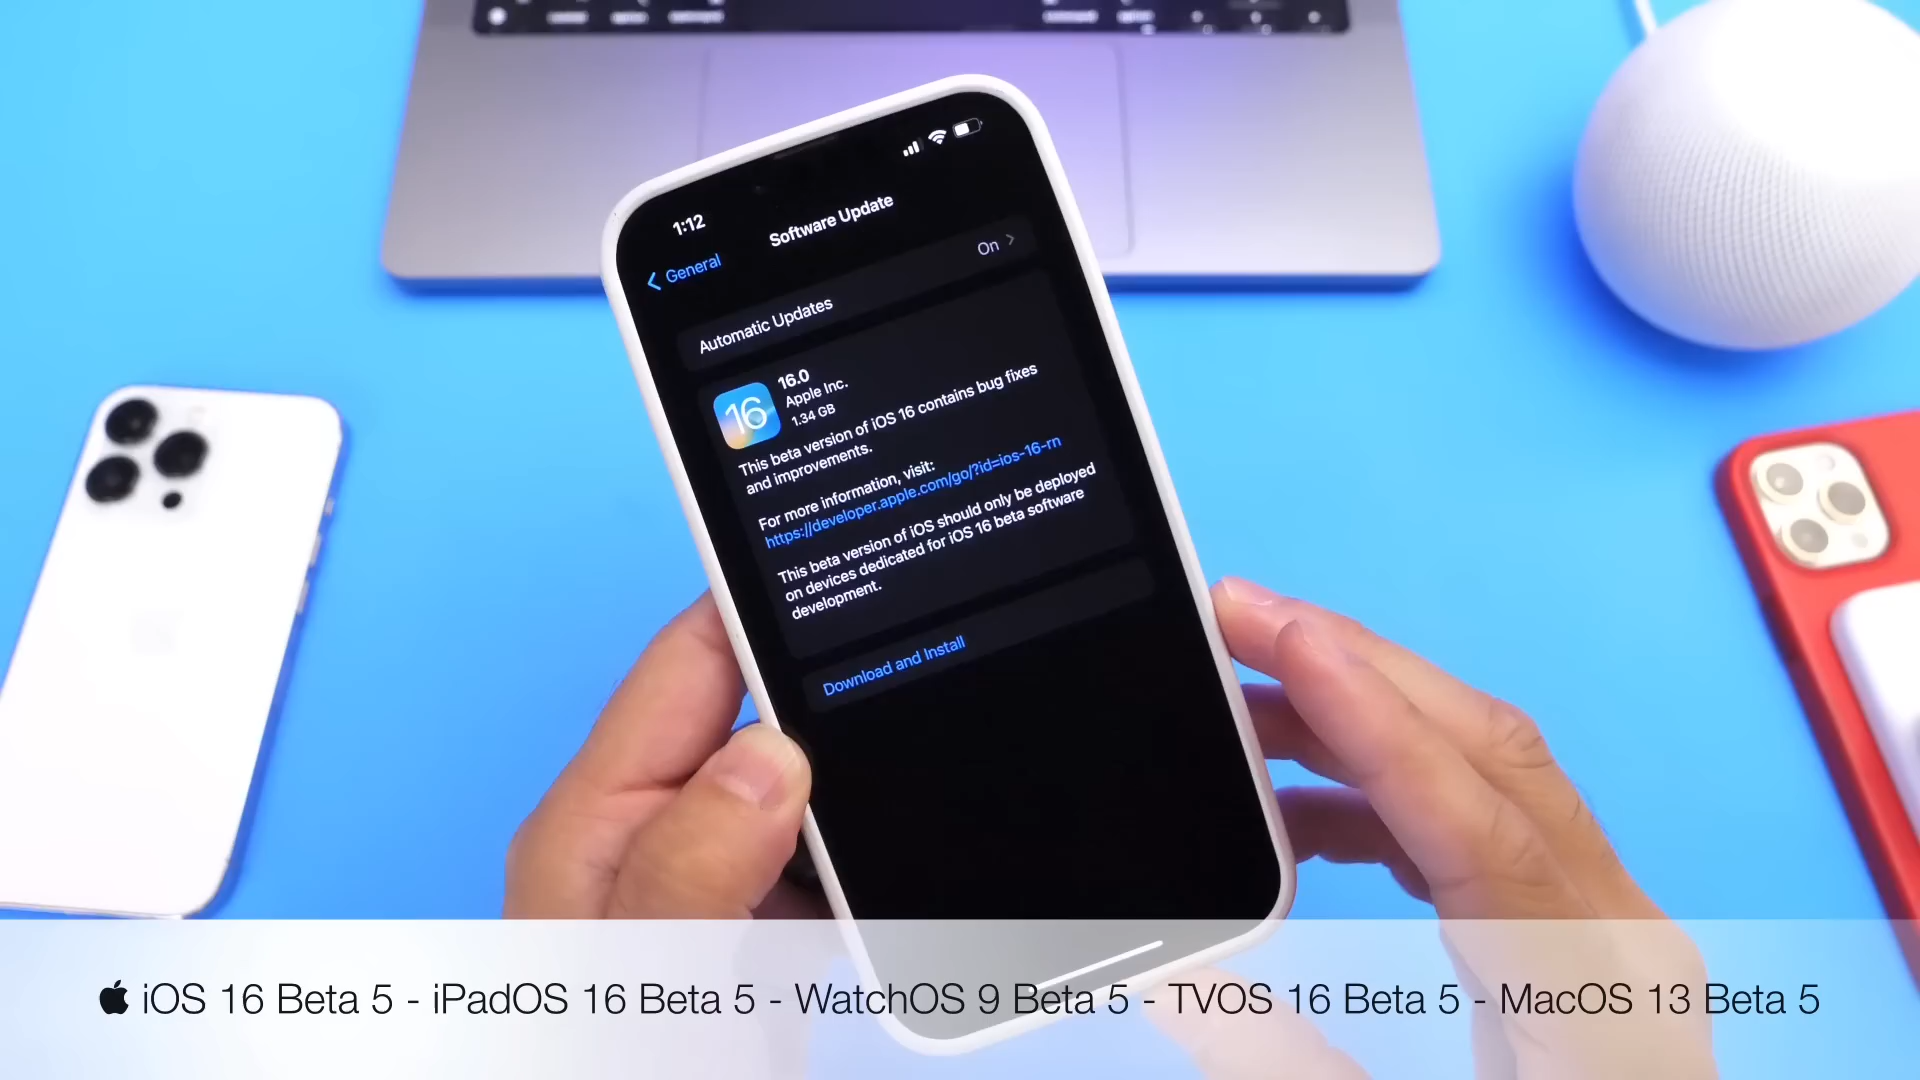 1:12
General
Software Update
Automatic Updates
On
16
16.0
Apple Inc.
1.34 GB
This beta version of iOS 16 contains bug fixes
and improvements.
For more information, visit:
https://developer.apple.com/go/?id=ios-16-rn
This beta version of iOS should only be deployed
on devices dedicated for iOS 16 beta software
development.
Download and Install
iOS 16 Beta 5 - iPadOS 16 Beta 5 - WatchOS 9 Beta 5 - TVOS 16 Beta 5 - MacOS 13 Beta 5